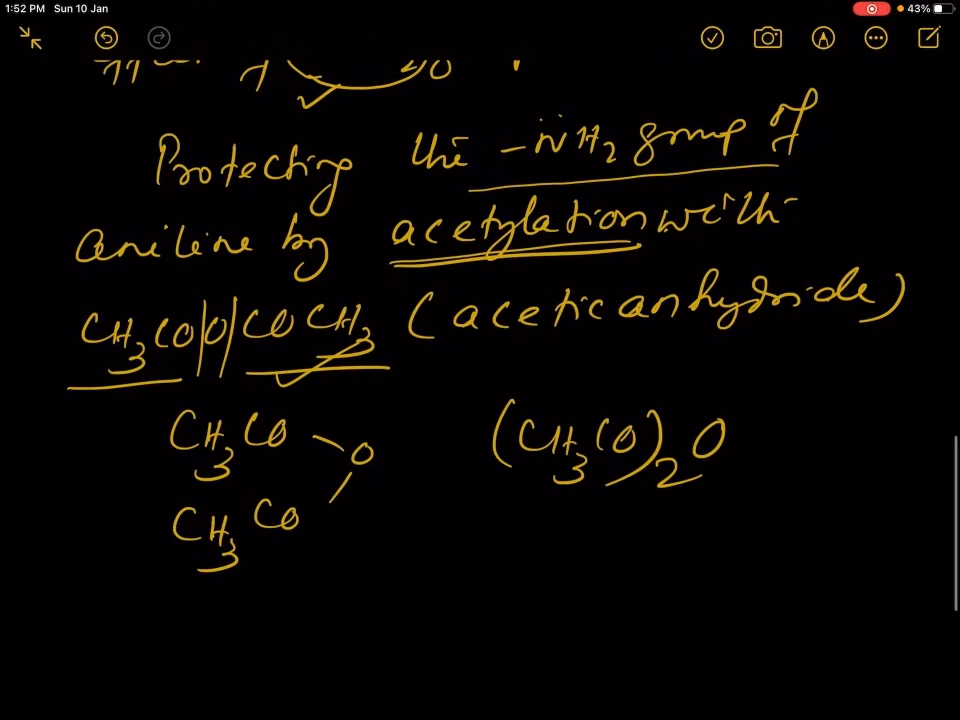 1:52 PM Sun 10 Jan
43%
Protecting the -NH2 group of
aniline by acetylation with
CH3CO|O|COCH3 (acetic anhydride)
CH3CO
O
(CH3CO)2O
CH3CO